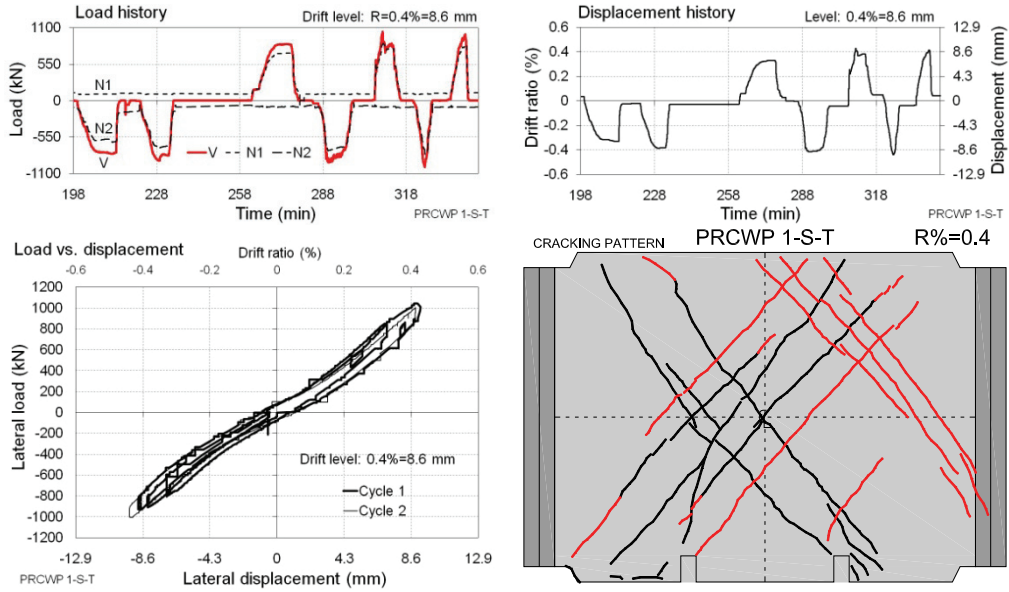 Load history
Drift level: R=0.4%=8.6 mm
1100
550
0
-550
-1100
Load (kN)
N1
N2
V
V N1 N2
198 228 258 288 318
Time (min)
PRCWP 1-S-T
Displacement history
Level: 0.4%=8.6 mm
0.6
0.4
0.2
0
-0.2
-0.4
-0.6
Drift ratio (%)
12.9
8.6
4.3
0
-4.3
-8.6
-12.9
Displacement (mm)
198 228 258 288 318
Time (min)
PRCWP 1-S-T
Load vs. displacement
Drift ratio (%)
-0.6 -0.4 -0.2 0 0.2 0.4 0.6
1200
1000
800
600
400
200
0
-200
-400
-600
-800
-1000
-1200
Lateral load (kN)
Drift level: 0.4%=8.6 mm
Cycle 1
Cycle 2
-12.9 -8.6 -4.3 0 4.3 8.6 12.9
PRCWP 1-S-T
Lateral displacement (mm)
CRACKING PATTERN PRCWP 1-S-T R%=0.4